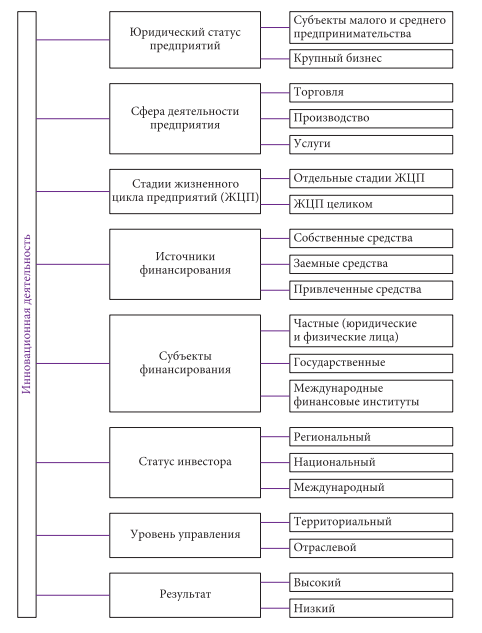 Инновационная деятельность
Юридический статус
предприятий
Субъекты малого и среднего
предпринимательства
Крупный бизнес
Сфера деятельности
предприятия
Торговля
Производство
Услуги
Стадии жизненного
цикла предприятий (ЖЦП)
Отдельные стадии ЖЦП
ЖЦП целиком
Источники
финансирования
Собственные средства
Заемные средства
Привлеченные средства
Субъекты
финансирования
Частные (юридические
и физические лица)
Государственные
Международные
финансовые институты
Статус инвестора
Региональный
Национальный
Международный
Уровень управления
Территориальный
Отраслевой
Результат
Высокий
Низкий